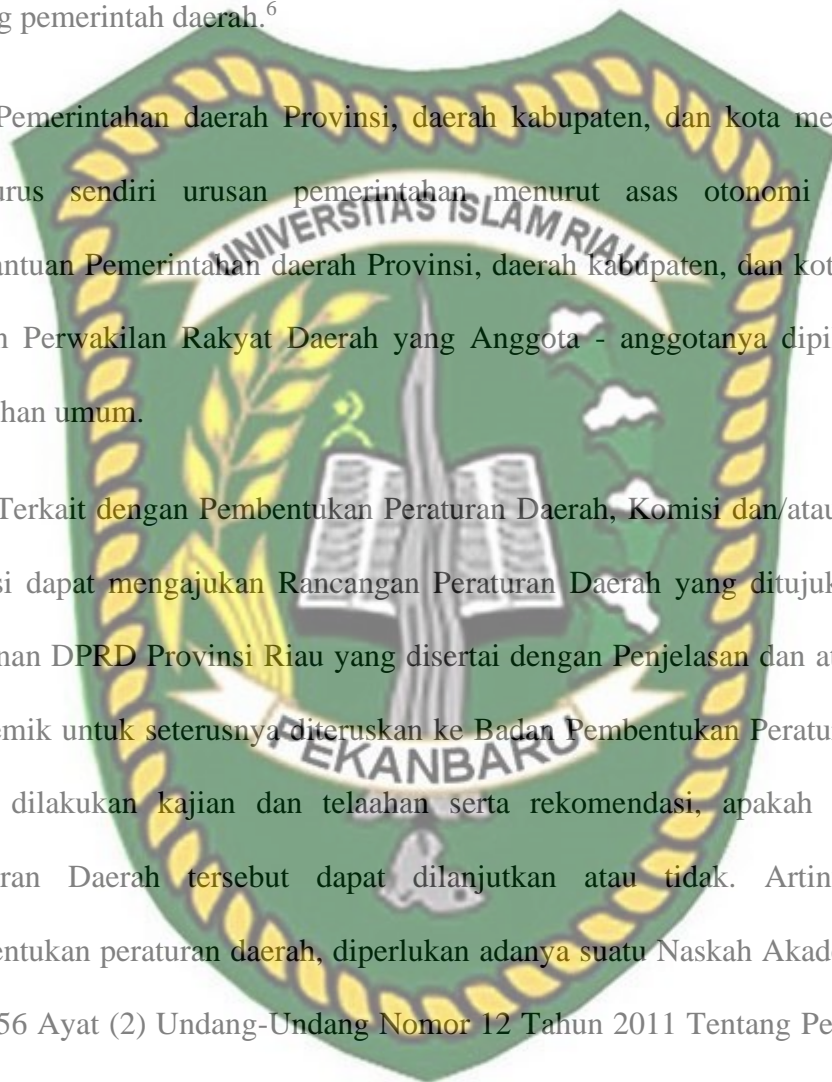 g pemerintah daerah.⁶
Pemerintahan daerah Provinsi, daerah kabupaten, dan kota me
urus sendiri urusan pemerintahan menurut asas otonomi
UNIVERSITAS ISLAM RIAU
antuan Pemerintahan daerah Provinsi, daerah kabupaten, dan kot
n Perwakilan Rakyat Daerah yang Anggota - anggotanya dipi
han umum.
Terkait dengan Pembentukan Peraturan Daerah, Komisi dan/atau
si dapat mengajukan Rancangan Peraturan Daerah yang ditujuk
nan DPRD Provinsi Riau yang disertai dengan Penjelasan dan at
emik untuk seterusnya diteruskan ke Badan Pembentukan Peratu
PEKANBARU
dilakukan kajian dan telaahan serta rekomendasi, apakah
ran Daerah tersebut dapat dilanjutkan atau tidak. Artin
entukan peraturan daerah, diperlukan adanya suatu Naskah Akad
56 Ayat (2) Undang-Undang Nomor 12 Tahun 2011 Tentang Pe